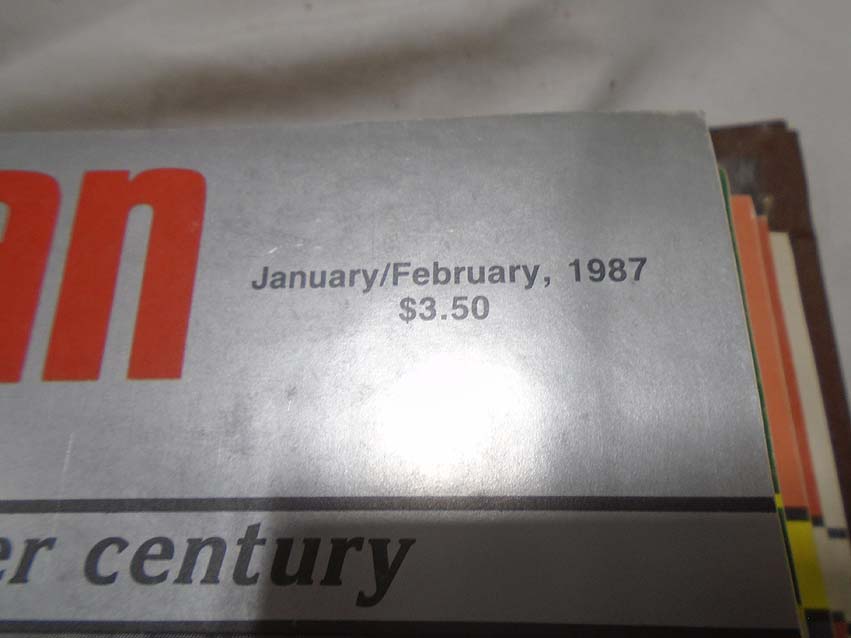 an
January/February, 1987
$3.50
er century